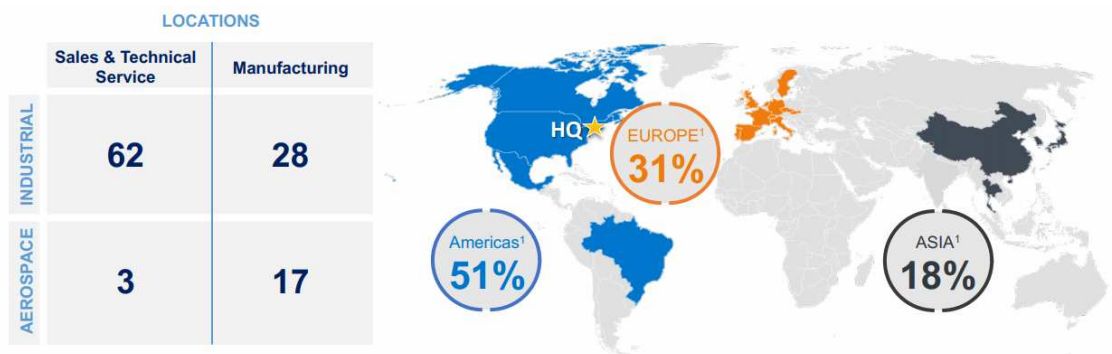 LOCATIONS
Sales & Technical
Service
Manufacturing
INDUSTRIAL
62
28
AEROSPACE
3
17
HQ
EUROPE¹
31%
Americas¹
51%
ASIA¹
18%